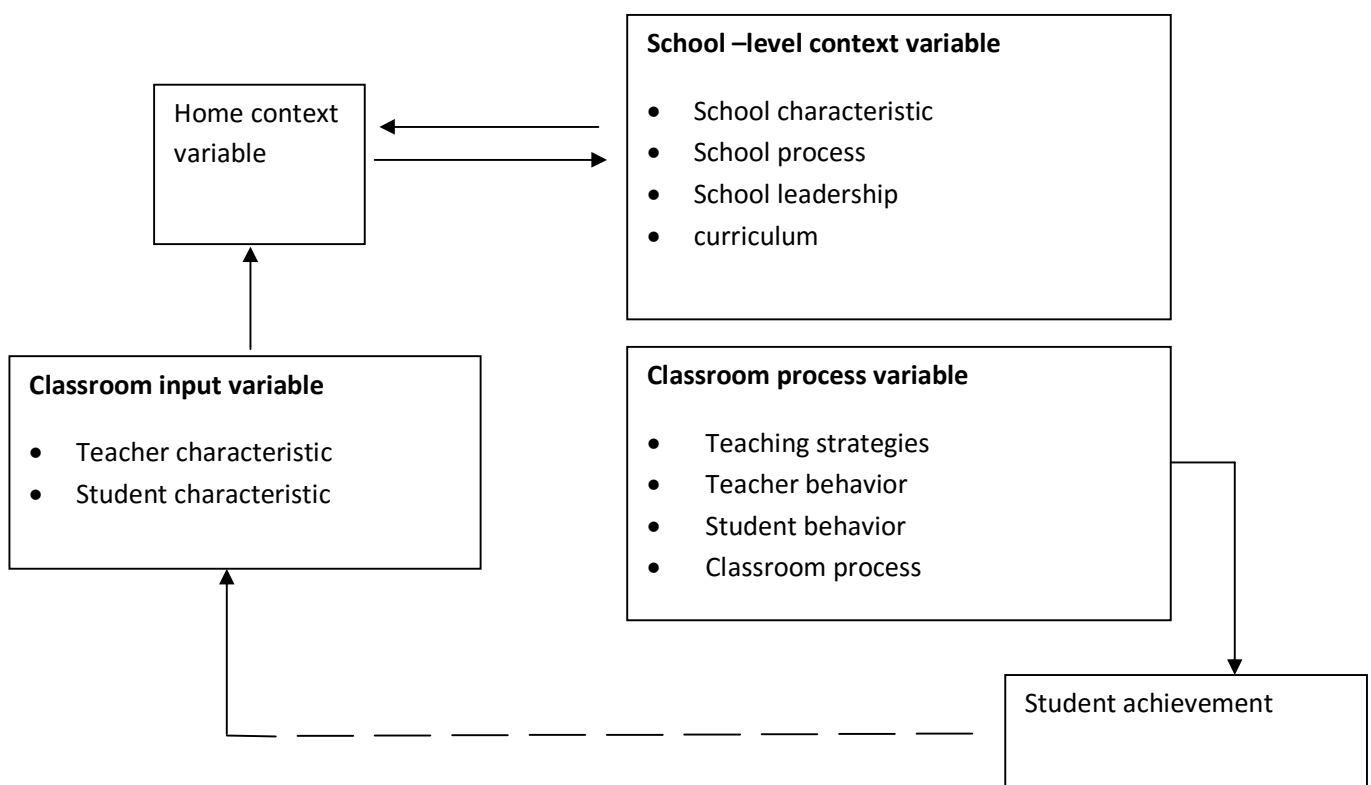 School –level context variable
• School characteristic
• School process
• School leadership
• curriculum
Home context
variable
Classroom input variable
• Teacher characteristic
• Student characteristic
Classroom process variable
• Teaching strategies
• Teacher behavior
• Student behavior
• Classroom process
Student achievement